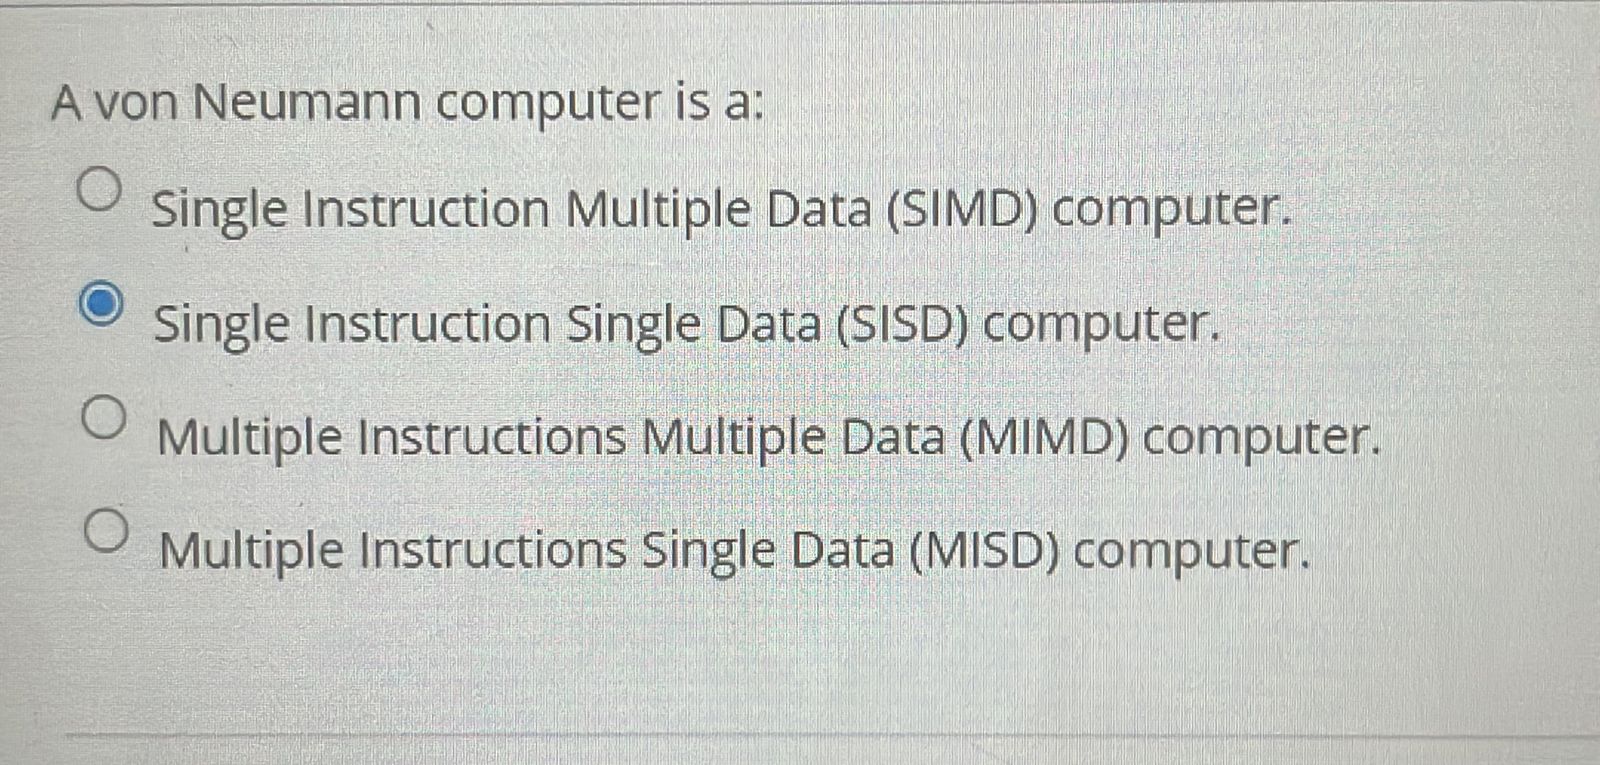 A von Neumann computer is a:
Single Instruction Multiple Data (SIMD) computer.
Single Instruction Single Data (SISD) computer.
Multiple Instructions Multiple Data (MIMD) computer.
Multiple Instructions Single Data (MISD) computer.